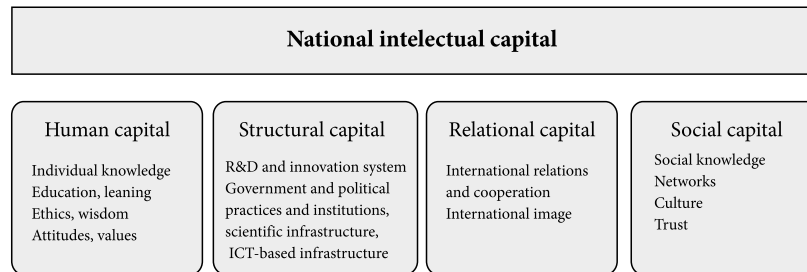 National intelectual capital
Human capital
Individual knowledge
Education, leaning
Ethics, wisdom
Attitudes, values
Structural capital
R&D and innovation system
Government and political
practices and institutions,
scientific infrastructure,
ICT-based infrastructure
Relational capital
International relations
and cooperation
International image
Social capital
Social knowledge
Networks
Culture
Trust